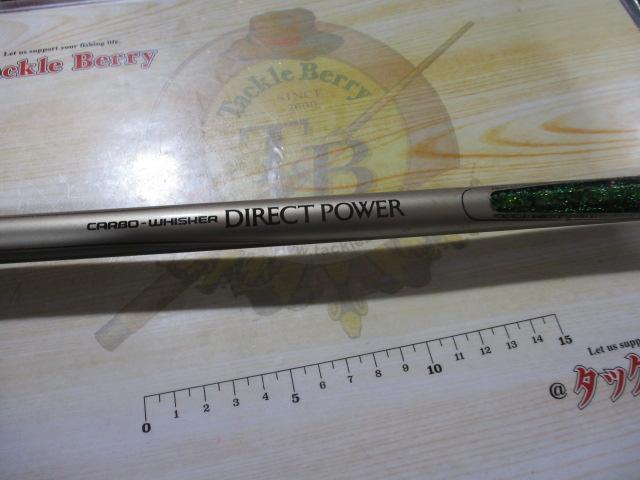 Let us support your fishing life.
ackle Berry
Tackle Berry
SINCE
2000
TB
CARBO-WHISHER DIRECT POWER
www.tackle
0 1 2 3 4 5 6 7 8 9 10 11 12 13 14 15
Let us supp
@タック